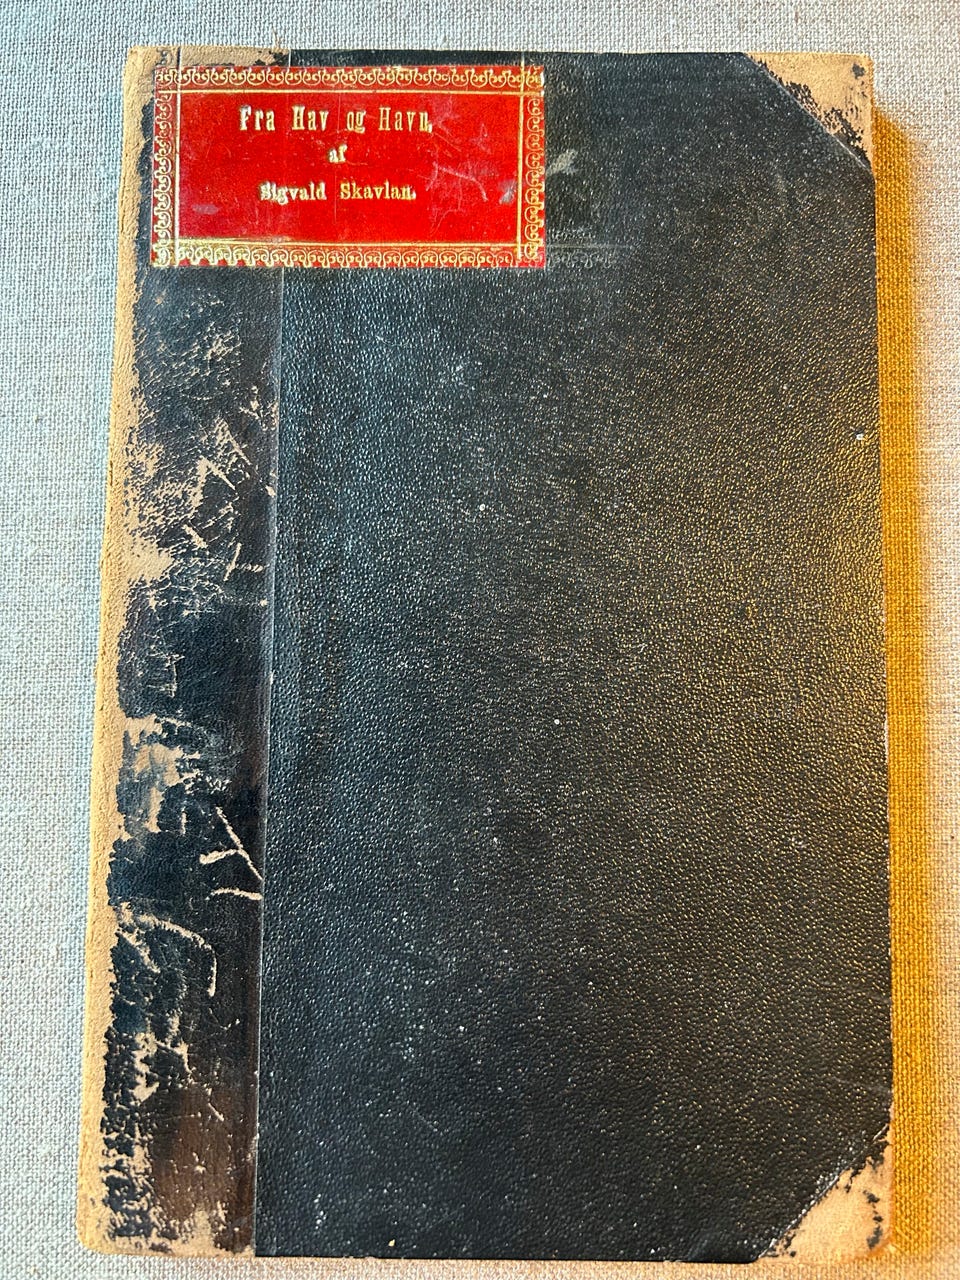 Fra Hav og Havn,
af
Sigvald Skavlan.